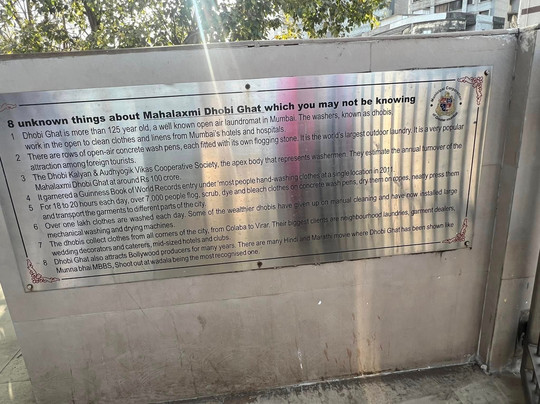 8 unknown things about Mahalaxmi Dhobi Ghat which you may not be knowing
1 Dhobi Ghat is more than 125 year old, a well known open air laundromat in Mumbai. The washers, known as dhobis,
work in the open to clean clothes and linens from Mumbai's hotels and hospitals.
2 There are rows of open-air concrete wash pens, each fitted with its own flogging stone. It is the world's largest outdoor laundry. It is a very popular
attraction among foreign tourists.
3 The Dhobi Kalyan & Audhyogik Vikas Cooperative Society, the apex body that represents washermen. They estimate the annual turnover of the
Mahalaxmi Dhobi Ghat at around Rs 100 crore.
4 It garnered a Guinness Book of World Records entry under 'most people hand-washing clothes at a single location in 2011.
5 For 18 to 20 hours each day, over 7,000 people flog, scrub, dye and bleach clothes on concrete wash pens, dry them on ropes, neatly press them
and transport the garments to different parts of the city.
6 Over one lakh clothes are washed each day. Some of the wealthier dhobis have given up on manual cleaning and have now installed large
mechanical washing and drying machines.
7 The dhobis collect clothes from all corners of the city, from Colaba to Virar. Their biggest clients are neighbourhood laundries, garment dealers,
wedding decorators and caterers, mid-sized hotels and clubs.
8 Dhobi Ghat also attracts Bollywood producers for many years. There are many Hindi and Marathi movie where Dhobi Ghat has been shown like
Munna bhai MBBS, Shoot out at wadala being the most recognised one.